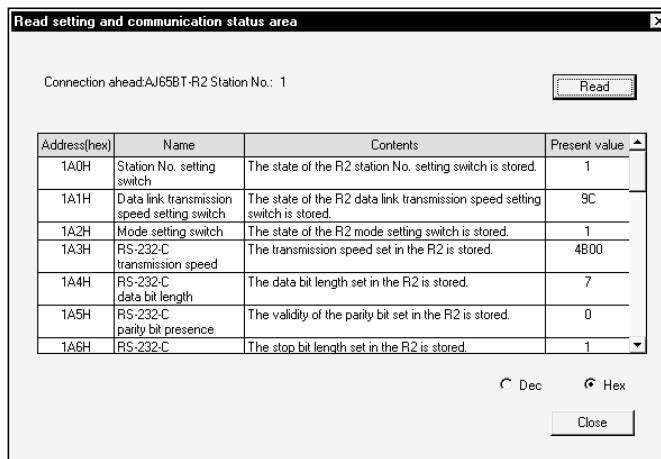 Read setting and communication status area
Connection ahead:AJ65BT-R2 Station No.: 1
Read
Address(hex) Name Contents Present value
1A0H Station No. setting The state of the R2 station No. setting switch is stored. 1
switch
1A1H Data link transmission The state of the R2 data link transmission speed setting 9C
speed setting switch switch is stored.
1A2H Mode setting switch The state of the R2 mode setting switch is stored. 1
1A3H RS-232-C The transmission speed set in the R2 is stored. 4B00
transmission speed
1A4H RS-232-C The data bit length set in the R2 is stored. 7
data bit length
1A5H RS-232-C The validity of the parity bit set in the R2 is stored. 0
parity bit presence
1A6H RS-232-C The stop bit length set in the R2 is stored. 1
Dec Hex
Close